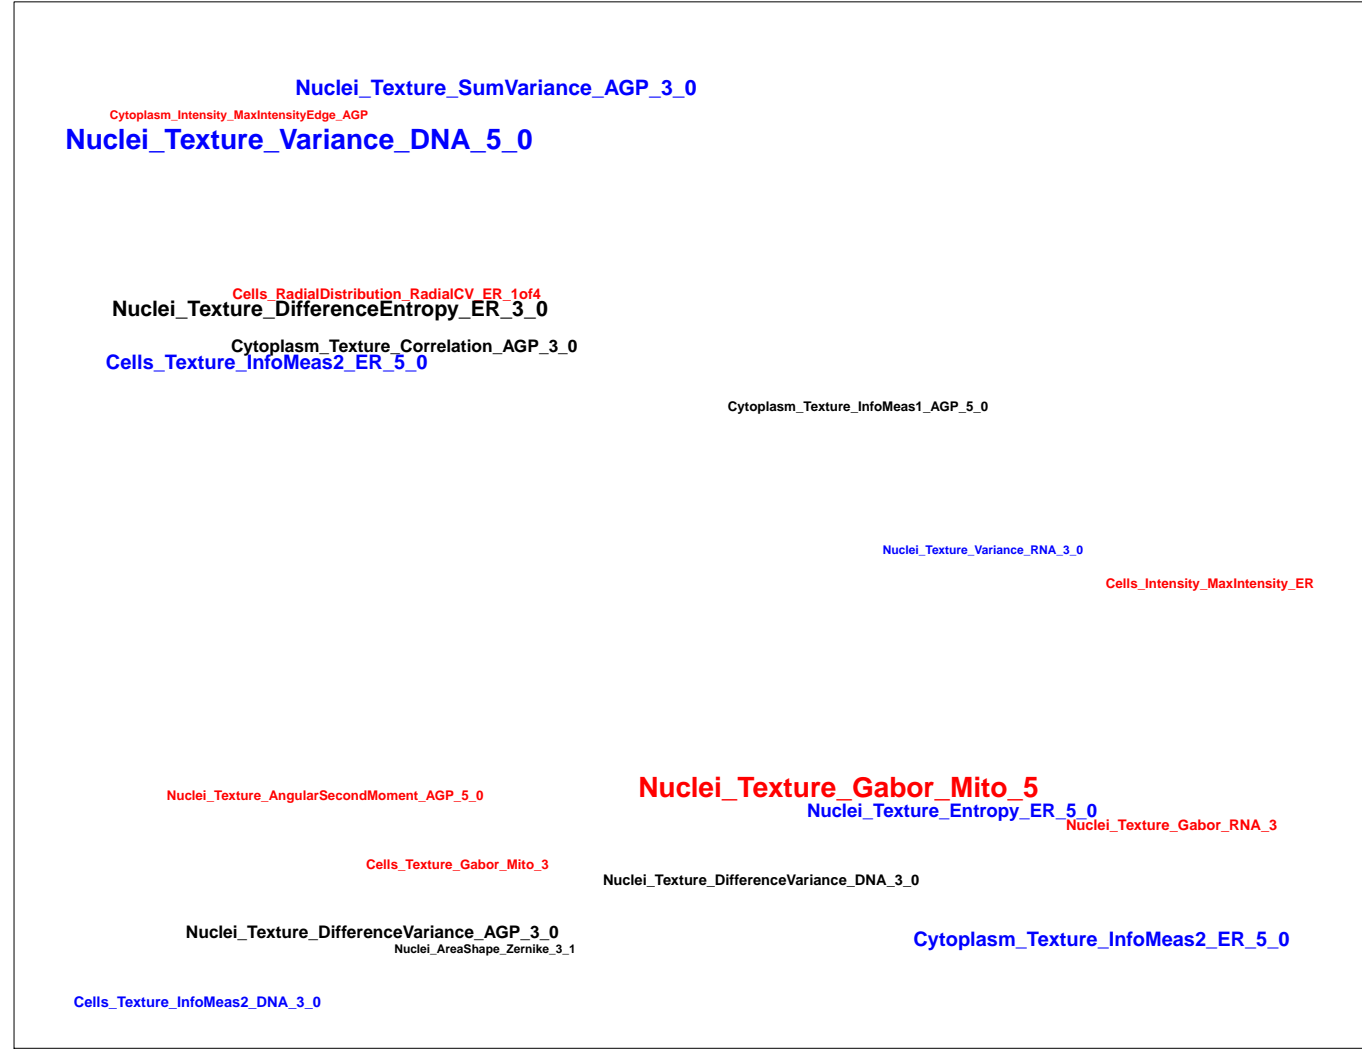 Nuclei_Texture_SumVariance_AGP_3_0
Cytoplasm_Intensity_MaxIntensityEdge_AGP
Nuclei_Texture_Variance_DNA_5_0
Cells_RadialDistribution_RadialCV_ER_1of4
Nuclei_Texture_DifferenceEntropy_ER_3_0
Cytoplasm_Texture_Correlation_AGP_3_0
Cells_Texture_InfoMeas2_ER_5_0
Cytoplasm_Texture_InfoMeas1_AGP_5_0
Nuclei_Texture_Variance_RNA_3_0
Cells_Intensity_MaxIntensity_ER
Nuclei_Texture_Gabor_Mito_5
Nuclei_Texture_AngularSecondMoment_AGP_5_0
Nuclei_Texture_Entropy_ER_5_0
Nuclei_Texture_Gabor_RNA_3
Cells_Texture_Gabor_Mito_3
Nuclei_Texture_DifferenceVariance_DNA_3_0
Nuclei_Texture_DifferenceVariance_AGP_3_0
Cytoplasm_Texture_InfoMeas2_ER_5_0
Nuclei_AreaShape_Zernike_3_1
Cells_Texture_InfoMeas2_DNA_3_0